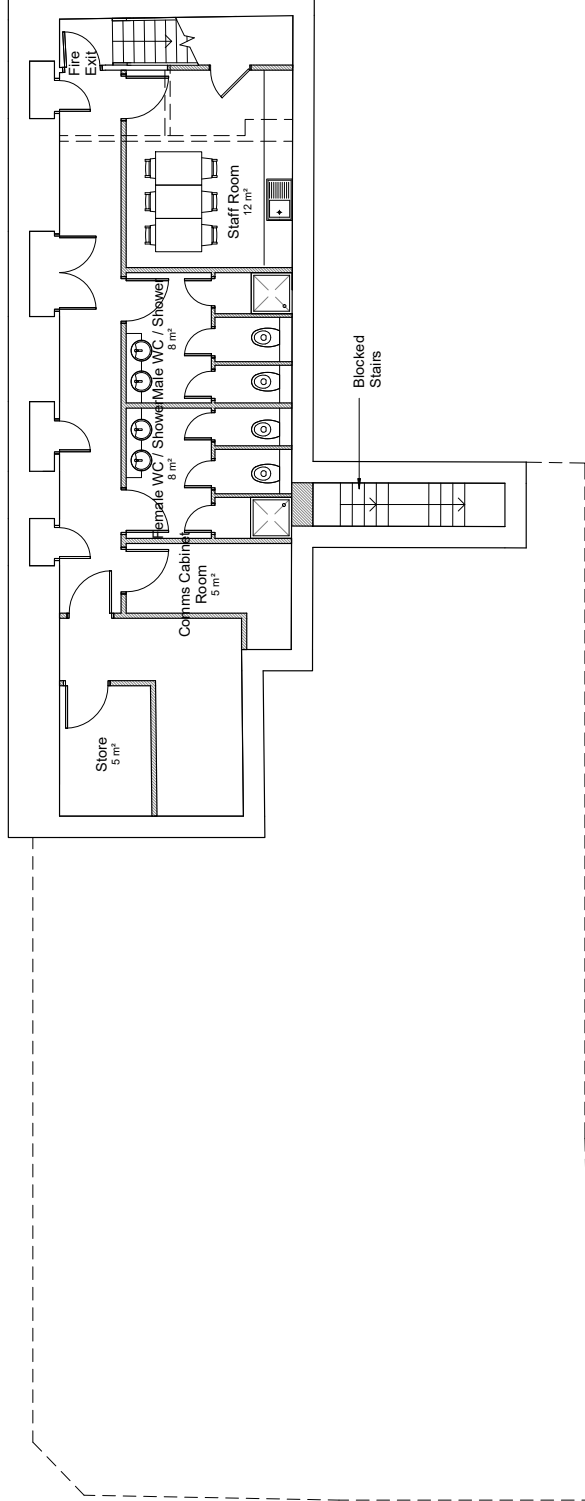 Store
5 m²
Comms Cabinet
Room
5 m²
Female WC / Shower
8 m²
Male WC / Shower
8 m²
Staff Room
12 m²
Fire
Exit
Blocked
Stairs